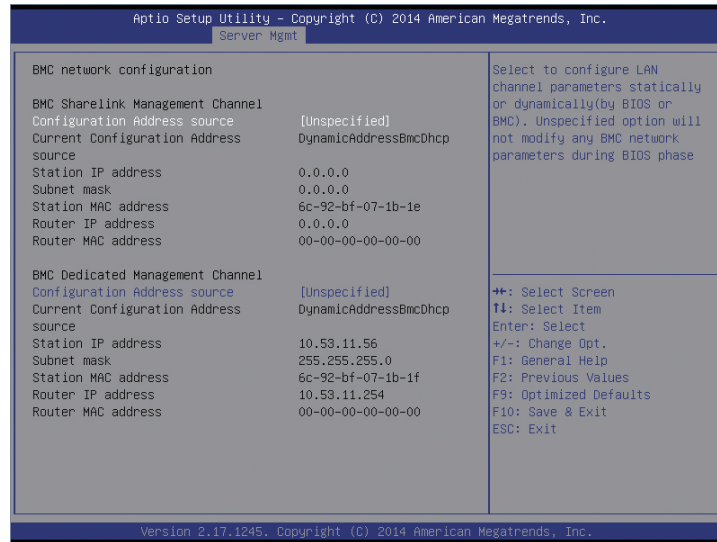 Aptio Setup Utility – Copyright (C) 2014 American Megatrends, Inc.
Server Mgmt
BMC network configuration
BMC Sharelink Management Channel
Configuration Address source [Unspecified]
Current Configuration Address DynamicAddressBmcDhcp
source
Station IP address 0.0.0.0
Subnet mask 0.0.0.0
Station MAC address 6c-92-bf-07-1b-1e
Router IP address 0.0.0.0
Router MAC address 00-00-00-00-00-00
BMC Dedicated Management Channel
Configuration Address source [Unspecified]
Current Configuration Address DynamicAddressBmcDhcp
source
Station IP address 10.53.11.56
Subnet mask 255.255.255.0
Station MAC address 6c-92-bf-07-1b-1f
Router IP address 10.53.11.254
Router MAC address 00-00-00-00-00-00
Select to configure LAN
channel parameters statically
or dynamically(by BIOS or
BMC). Unspecified option will
not modify any BMC network
parameters during BIOS phase
→←: Select Screen
↑↓: Select Item
Enter: Select
+/-: Change Opt.
F1: General Help
F2: Previous Values
F9: Optimized Defaults
F10: Save & Exit
ESC: Exit
Version 2.17.1245. Copyright (C) 2014 American Megatrends, Inc.